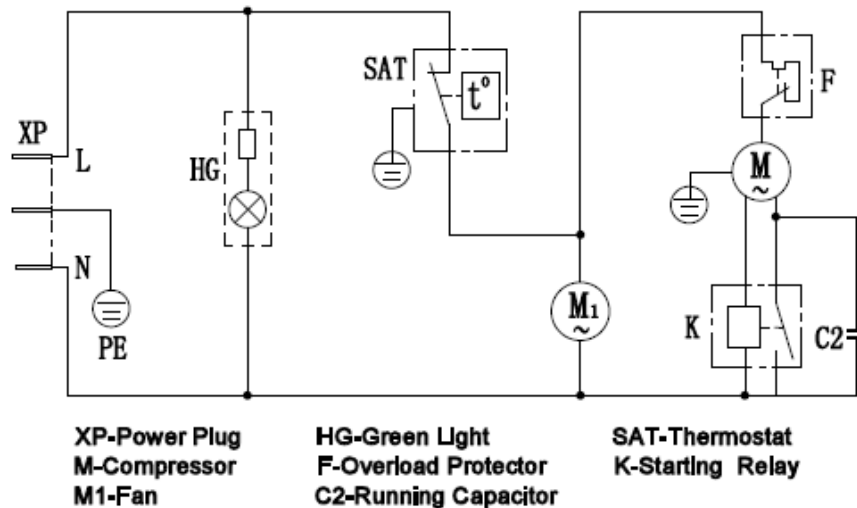 SAT
t°
F
XP
L
HG
M
~
N
M1
~
K
C2
PE
XP-Power Plug HG-Green Light SAT-Thermostat
M-Compressor F-Overload Protector K-Starting Relay
M1-Fan C2-Running Capacitor